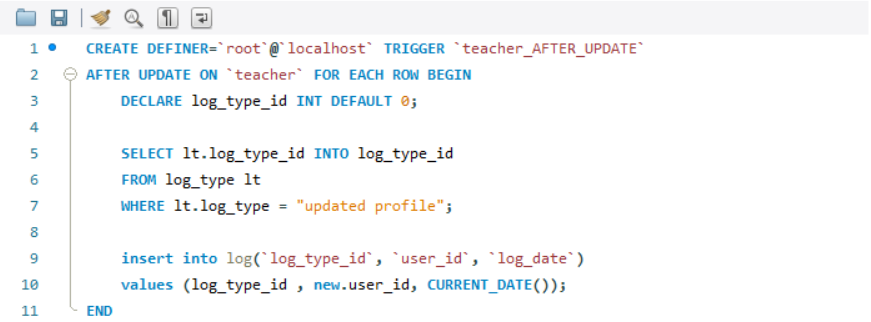 1 CREATE DEFINER=`root`@`localhost` TRIGGER `teacher_AFTER_UPDATE`
2 AFTER UPDATE ON `teacher` FOR EACH ROW BEGIN
3 DECLARE log_type_id INT DEFAULT 0;
4
5 SELECT lt.log_type_id INTO log_type_id
6 FROM log_type lt
7 WHERE lt.log_type = "updated profile";
8
9 insert into log(`log_type_id`, `user_id`, `log_date`)
10 values (log_type_id , new.user_id, CURRENT_DATE());
11 END